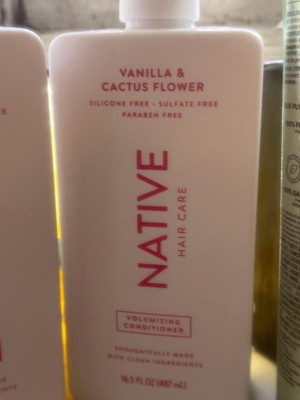 VANILLA &
CACTUS FLOWER
SILICONE FREE • SULFATE FREE
PARABEN FREE
NATIVE
HAIR CARE
VOLUMIZING
CONDITIONER
THOUGHTFULLY MADE
WITH CLEAN INGREDIENTS
16.5 FL OZ (487 mL)